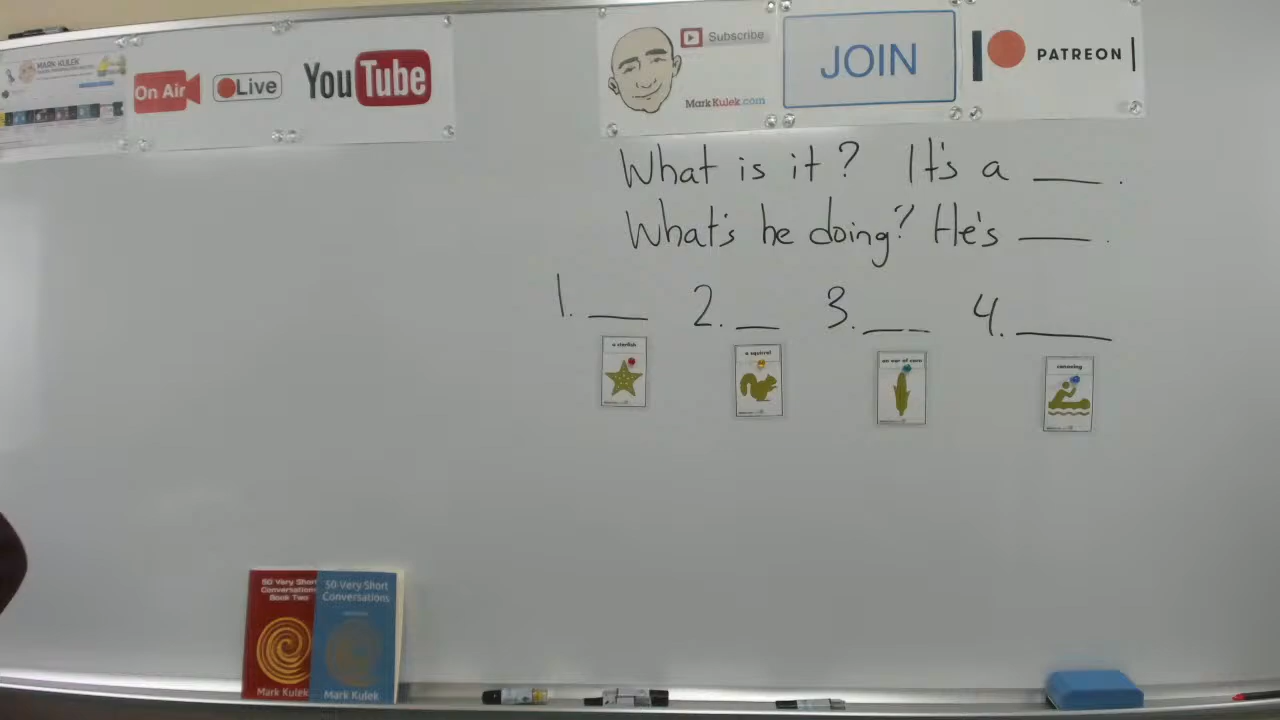 MARK KULEK
On Air
Live
YouTube
Subscribe
MarkKulek.com
JOIN
PATREON
What is it? It's a ___.
What's he doing? He's ___.
1. ___ 2. ___ 3. ___ 4. ___
a starfish
a squirrel
an ear of corn
canoeing
50 Very Short Conversations Book Two
Mark Kulek
50 Very Short Conversations
Mark Kulek